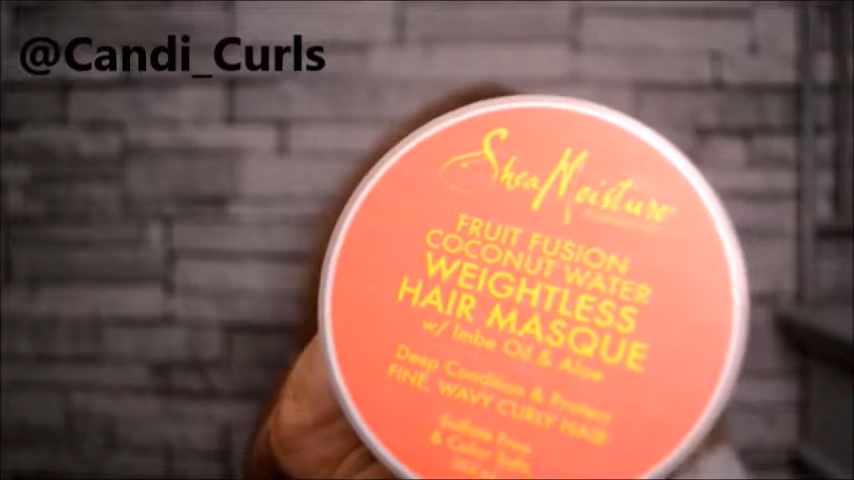 @Candi_Curls
SheaMoisture
FRUIT FUSION
COCONUT WATER
WEIGHTLESS
HAIR MASQUE
w/ Imbe Oil & Aloe
Deep Condition & Protect
FINE, WAVY CURLY HAIR
Sulfate Free
& Color Safe